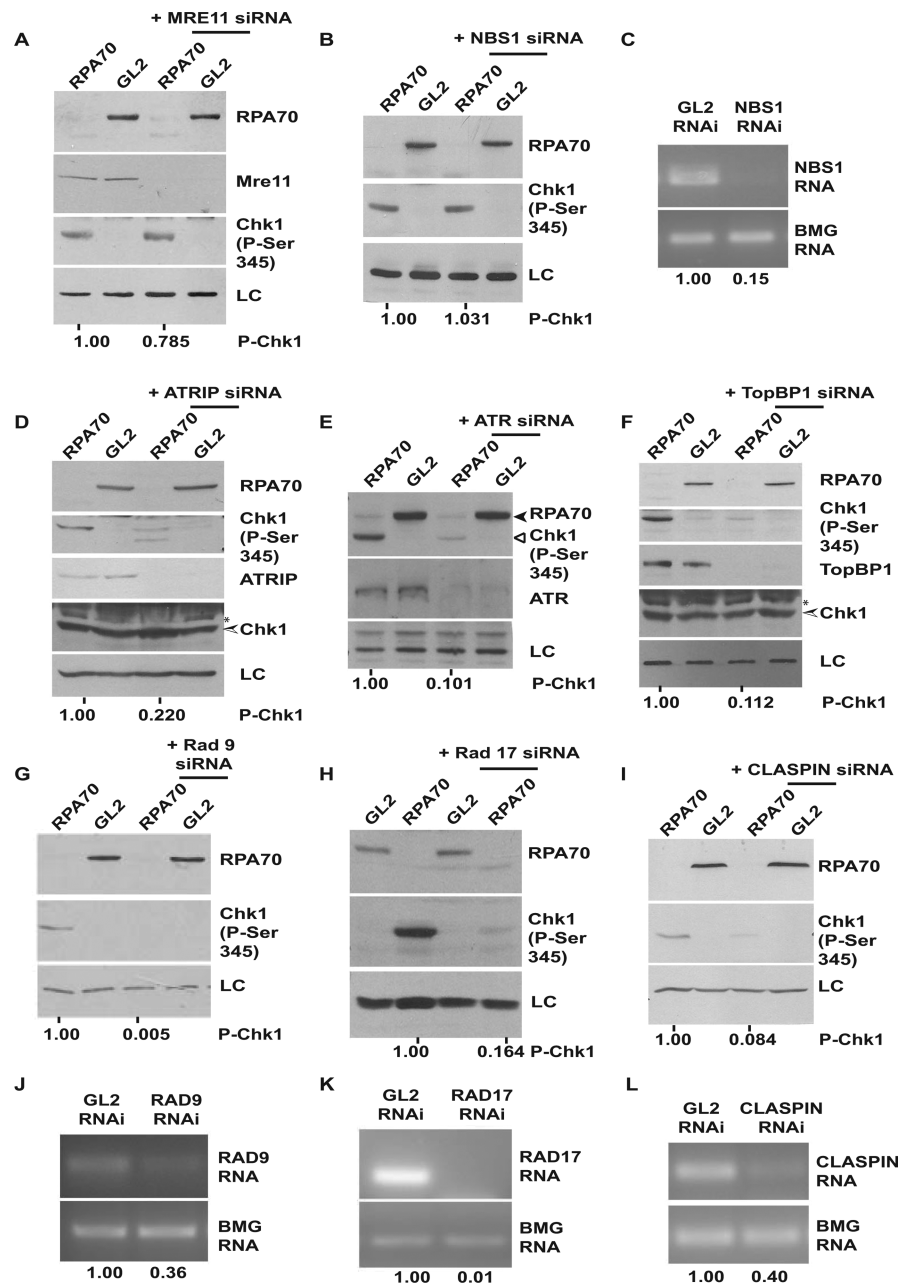 A
+ MRE11 siRNA
RPA70
GL2
RPA70
GL2
RPA70
Mre11
Chk1
(P-Ser
345)
LC
1.00
0.785
P-Chk1
B
+ NBS1 siRNA
RPA70
GL2
RPA70
GL2
RPA70
Chk1
(P-Ser
345)
LC
1.00
1.031
P-Chk1
C
GL2
RNAi
NBS1
RNAi
NBS1
RNA
BMG
RNA
1.00
0.15
D
+ ATRIP siRNA
RPA70
GL2
RPA70
GL2
RPA70
Chk1
(P-Ser
345)
ATRIP
*
Chk1
LC
1.00
0.220
P-Chk1
E
+ ATR siRNA
RPA70
GL2
RPA70
GL2
RPA70
Chk1
(P-Ser
345)
ATR
LC
1.00
0.101
P-Chk1
F
+ TopBP1 siRNA
RPA70
GL2
RPA70
GL2
RPA70
Chk1
(P-Ser
345)
TopBP1
*
Chk1
LC
1.00
0.112
P-Chk1
G
+ Rad 9
siRNA
RPA70
GL2
RPA70
GL2
RPA70
Chk1
(P-Ser
345)
LC
1.00
0.005
P-Chk1
H
+ Rad 17 siRNA
GL2
RPA70
GL2
RPA70
RPA70
Chk1
(P-Ser
345)
LC
1.00
0.164
P-Chk1
I
+ CLASPIN siRNA
RPA70
GL2
RPA70
GL2
RPA70
Chk1
(P-Ser
345)
LC
1.00
0.084
P-Chk1
J
GL2
RNAi
RAD9
RNAi
RAD9
RNA
BMG
RNA
1.00
0.36
K
GL2
RNAi
RAD17
RNAi
RAD17
RNA
BMG
RNA
1.00
0.01
L
GL2
RNAi
CLASPIN
RNAi
CLASPIN
RNA
BMG
RNA
1.00
0.40